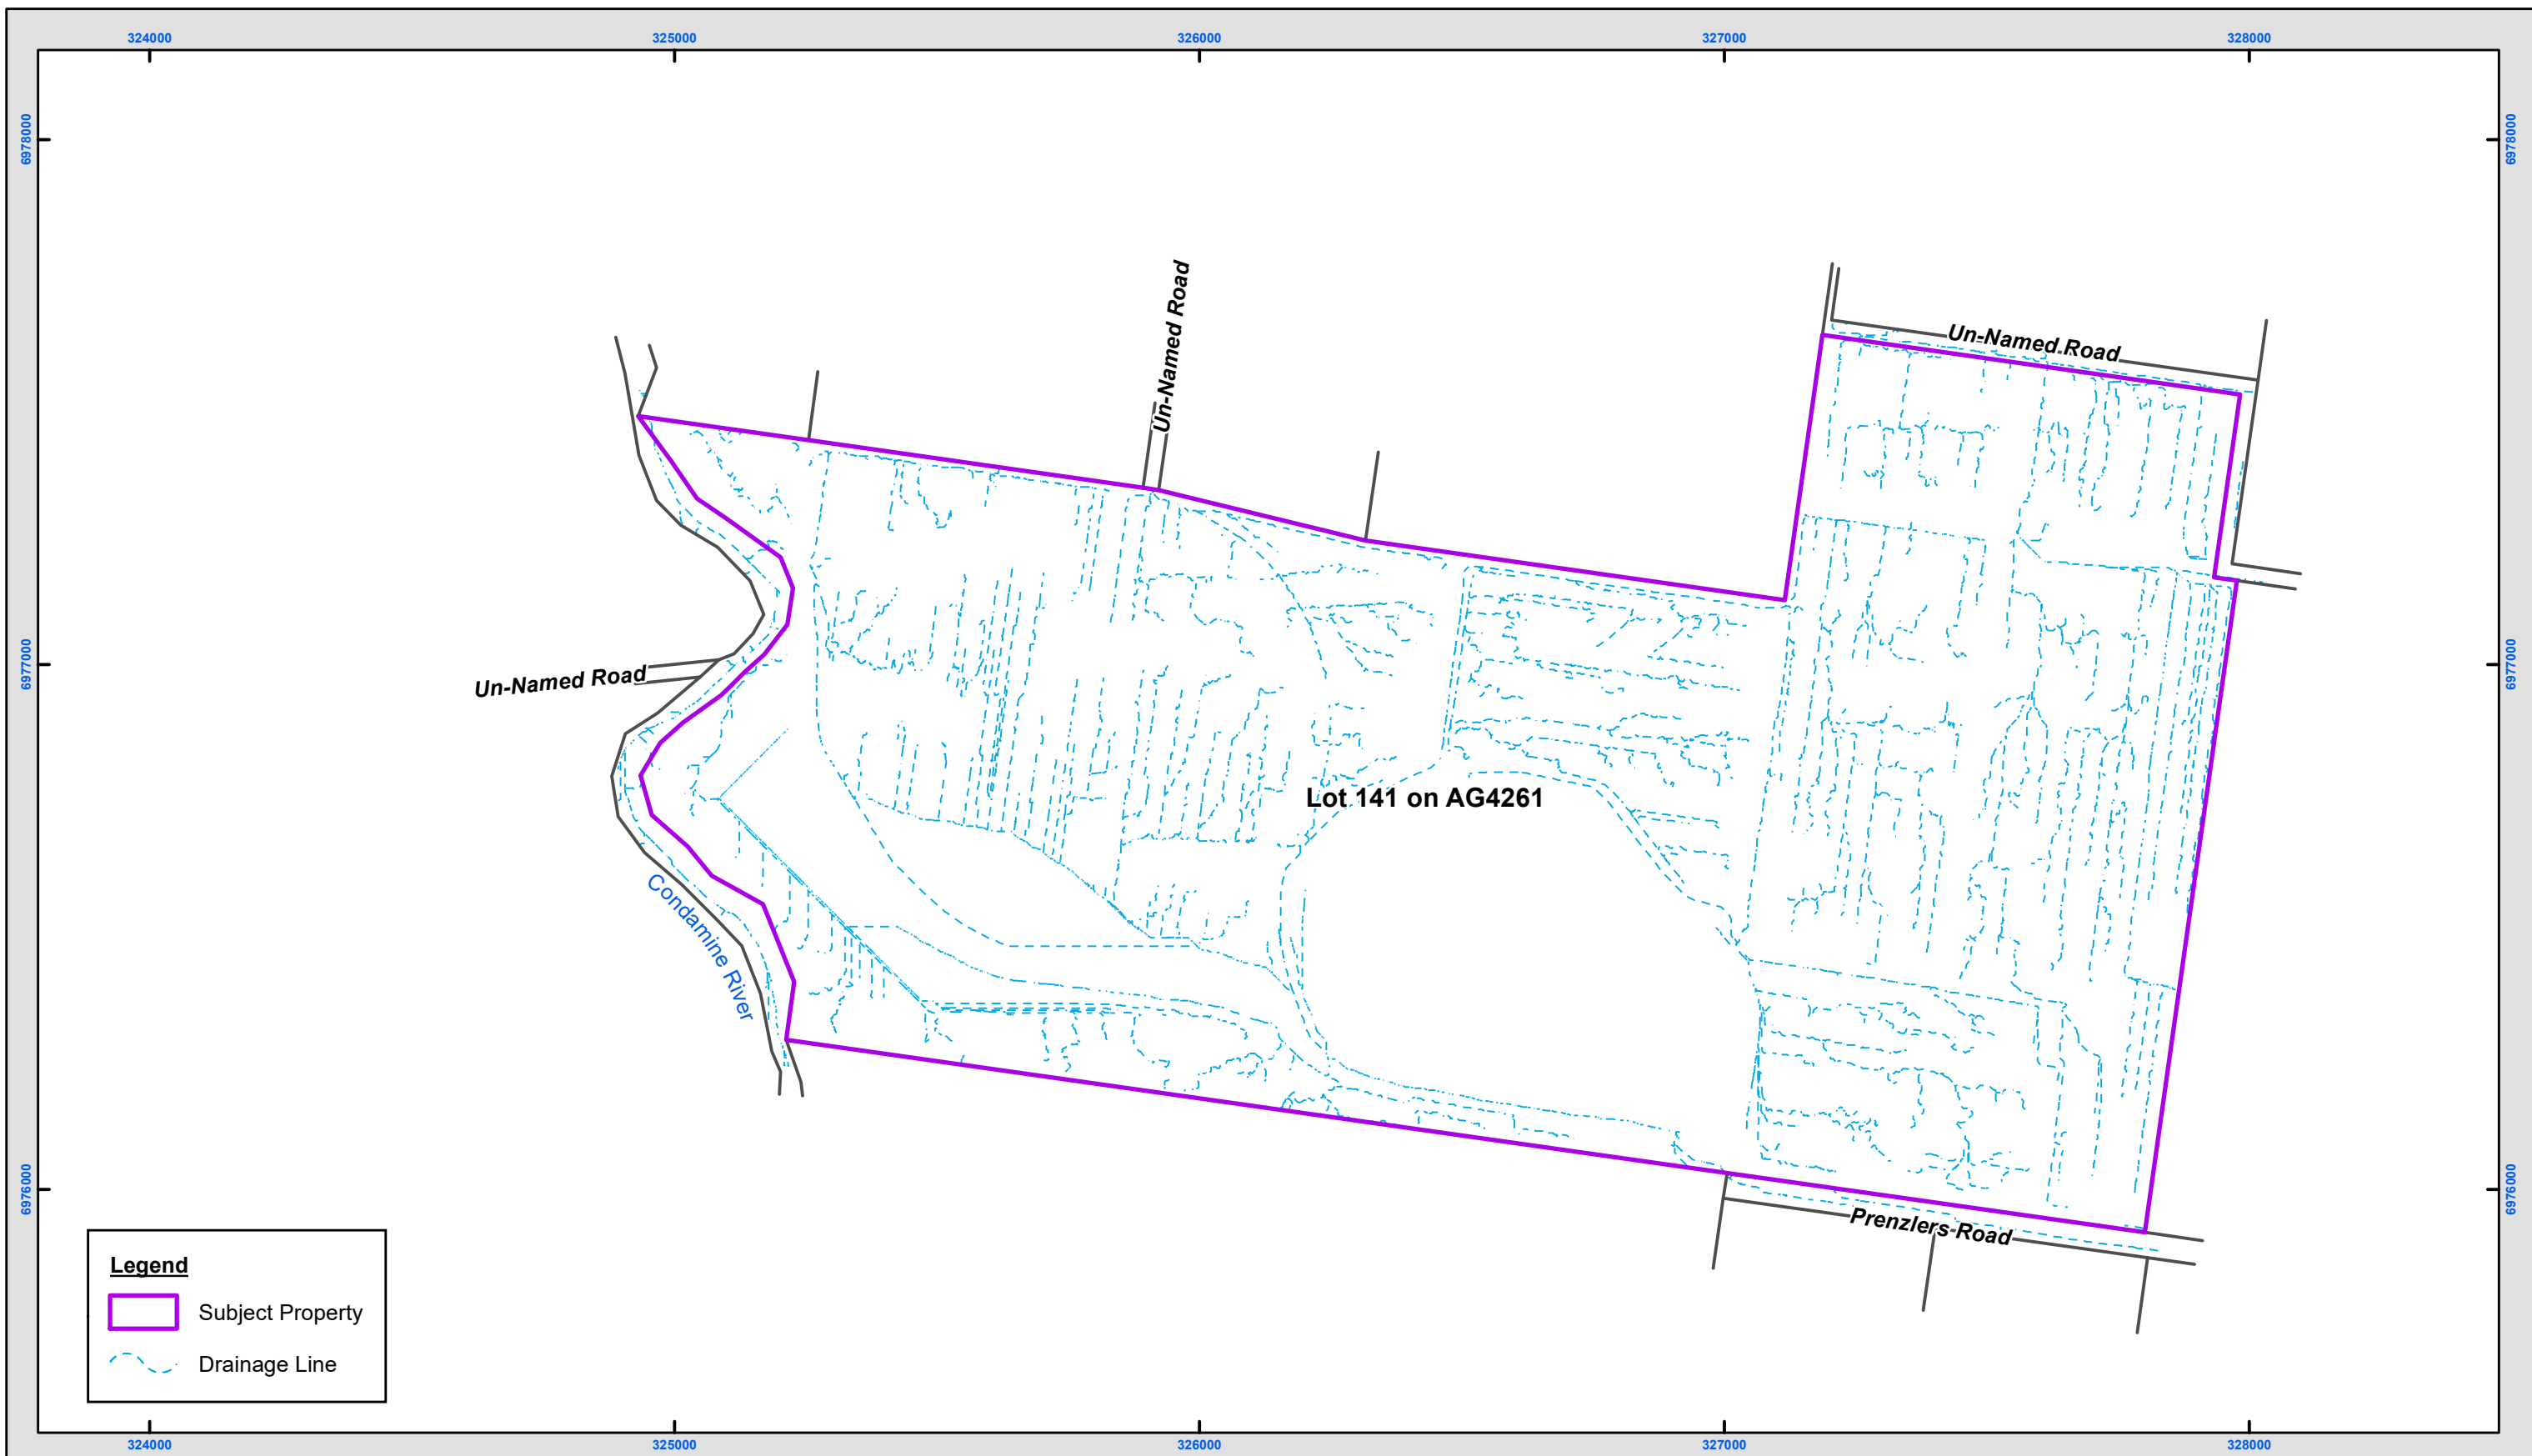 324000
325000
326000
327000
328000
6978000
6978000
Un-Named Road
Un-Named Road
6977000
6977000
Un-Named Road
Lot 141 on AG4261
Condamine River
6976000
6976000
Prenzlers Road
Legend
Subject Property
Drainage Line
324000
325000
326000
327000
328000